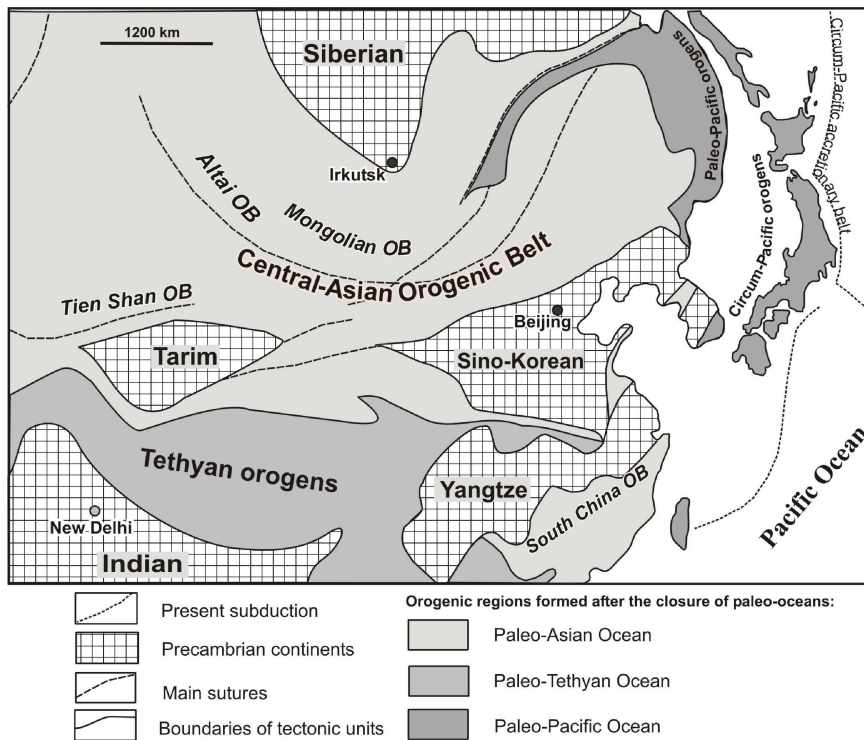 1200 km
Siberian
Irkutsk
Altai OB
Mongolian OB
Central-Asian Orogenic Belt
Tien Shan OB
Tarim
Beijing
Sino-Korean
Paleo-Pacific orogens
Circum-Pacific orogens
Circum-Pacific accretionary belt
Tethyan orogens
Yangtze
South China OB
New Delhi
Indian
Pacific Ocean
Present subduction
Precambrian continents
Main sutures
Boundaries of tectonic units
Orogenic regions formed after the closure of paleo-oceans:
Paleo-Asian Ocean
Paleo-Tethyan Ocean
Paleo-Pacific Ocean